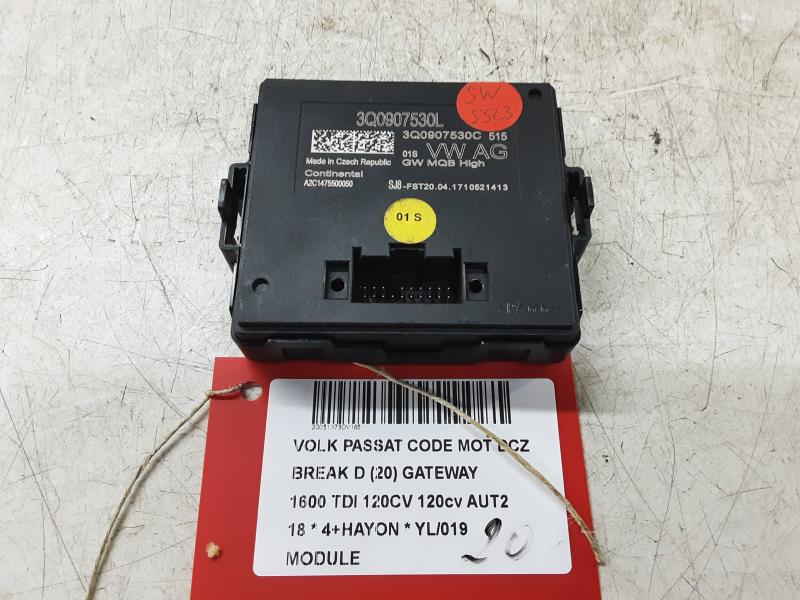 SW
5323
3Q0907530L
3Q0907530C 515
01S VW AG
GW MQB High
Made in Czech Republic
Continental
A2C1475500050
SJ8-FST20.04.1710521413
01 S
VOLK PASSAT CODE MOT DCZ
BREAK D (20) GATEWAY
1600 TDI 120CV 120cv AUT2
18 * 4+HAYON * YL/019
MODULE
20